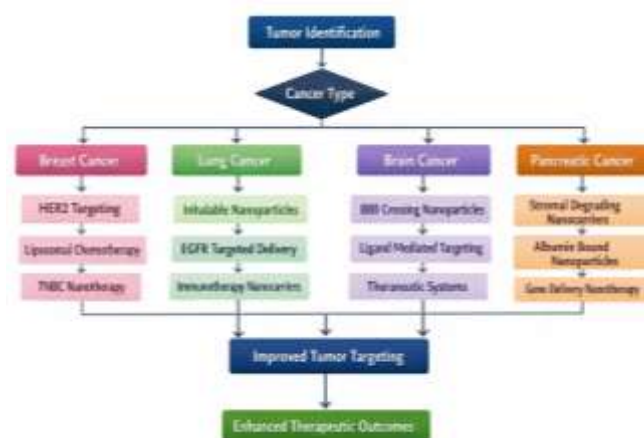 Tumor Identification
Cancer Type
Breast Cancer
Lung Cancer
Brain Cancer
Pancreatic Cancer
HER2 Targeting
Inhalable Nanoparticles
BBB Crossing Nanoparticles
Stromal Degrading
Nanocarriers
Liposomal Chemotherapy
EGFR Targeted Delivery
Ligand Mediated Targeting
Albumin Bound
Nanoparticles
TNBC Nanotherapy
Immunotherapy Nanocarriers
Theranostic Systems
Gene Delivery Nanotherapy
Improved Tumor Targeting
Enhanced Therapeutic Outcomes